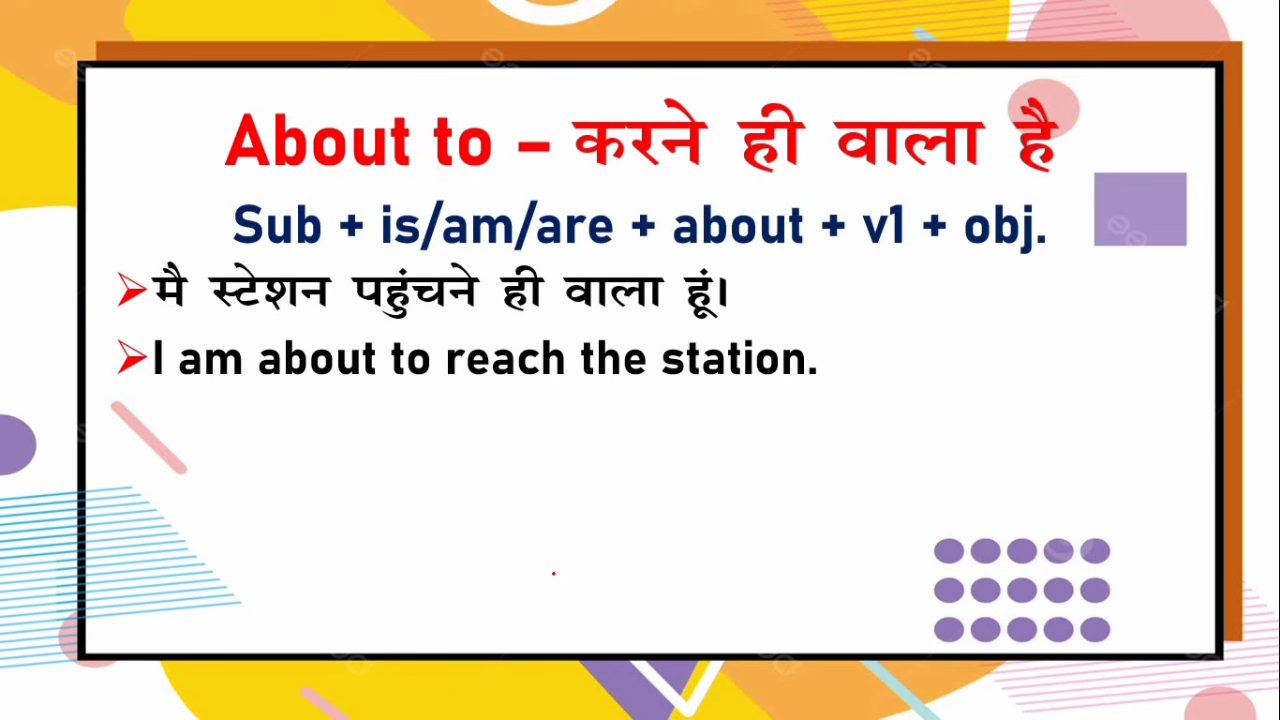 About to – करने ही वाला है
Sub + is/am/are + about + v1 + obj.
मै स्टेशन पहुंचने ही वाला हूं।
I am about to reach the station.